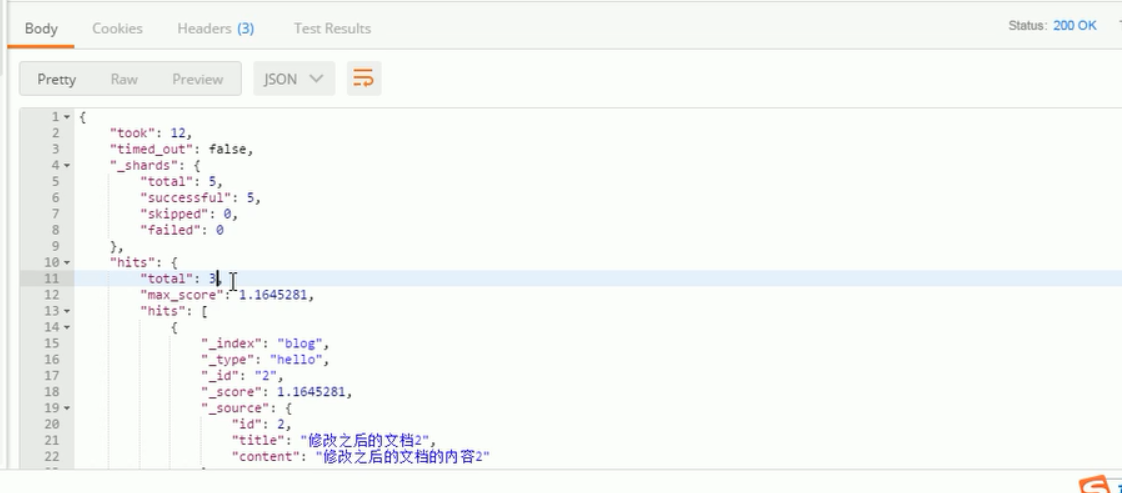 Body Cookies Headers (3) Test Results Status: 200 OK
Pretty Raw Preview JSON
1 {
2 "took": 12,
3 "timed_out": false,
4 "_shards": {
5 "total": 5,
6 "successful": 5,
7 "skipped": 0,
8 "failed": 0
9 },
10 "hits": {
11 "total": 3,
12 "max_score": 1.1645281,
13 "hits": [
14 {
15 "_index": "blog",
16 "_type": "hello",
17 "_id": "2",
18 "_score": 1.1645281,
19 "_source": {
20 "id": 2,
21 "title": "修改之后的文档2",
22 "content": "修改之后的文档的内容2"